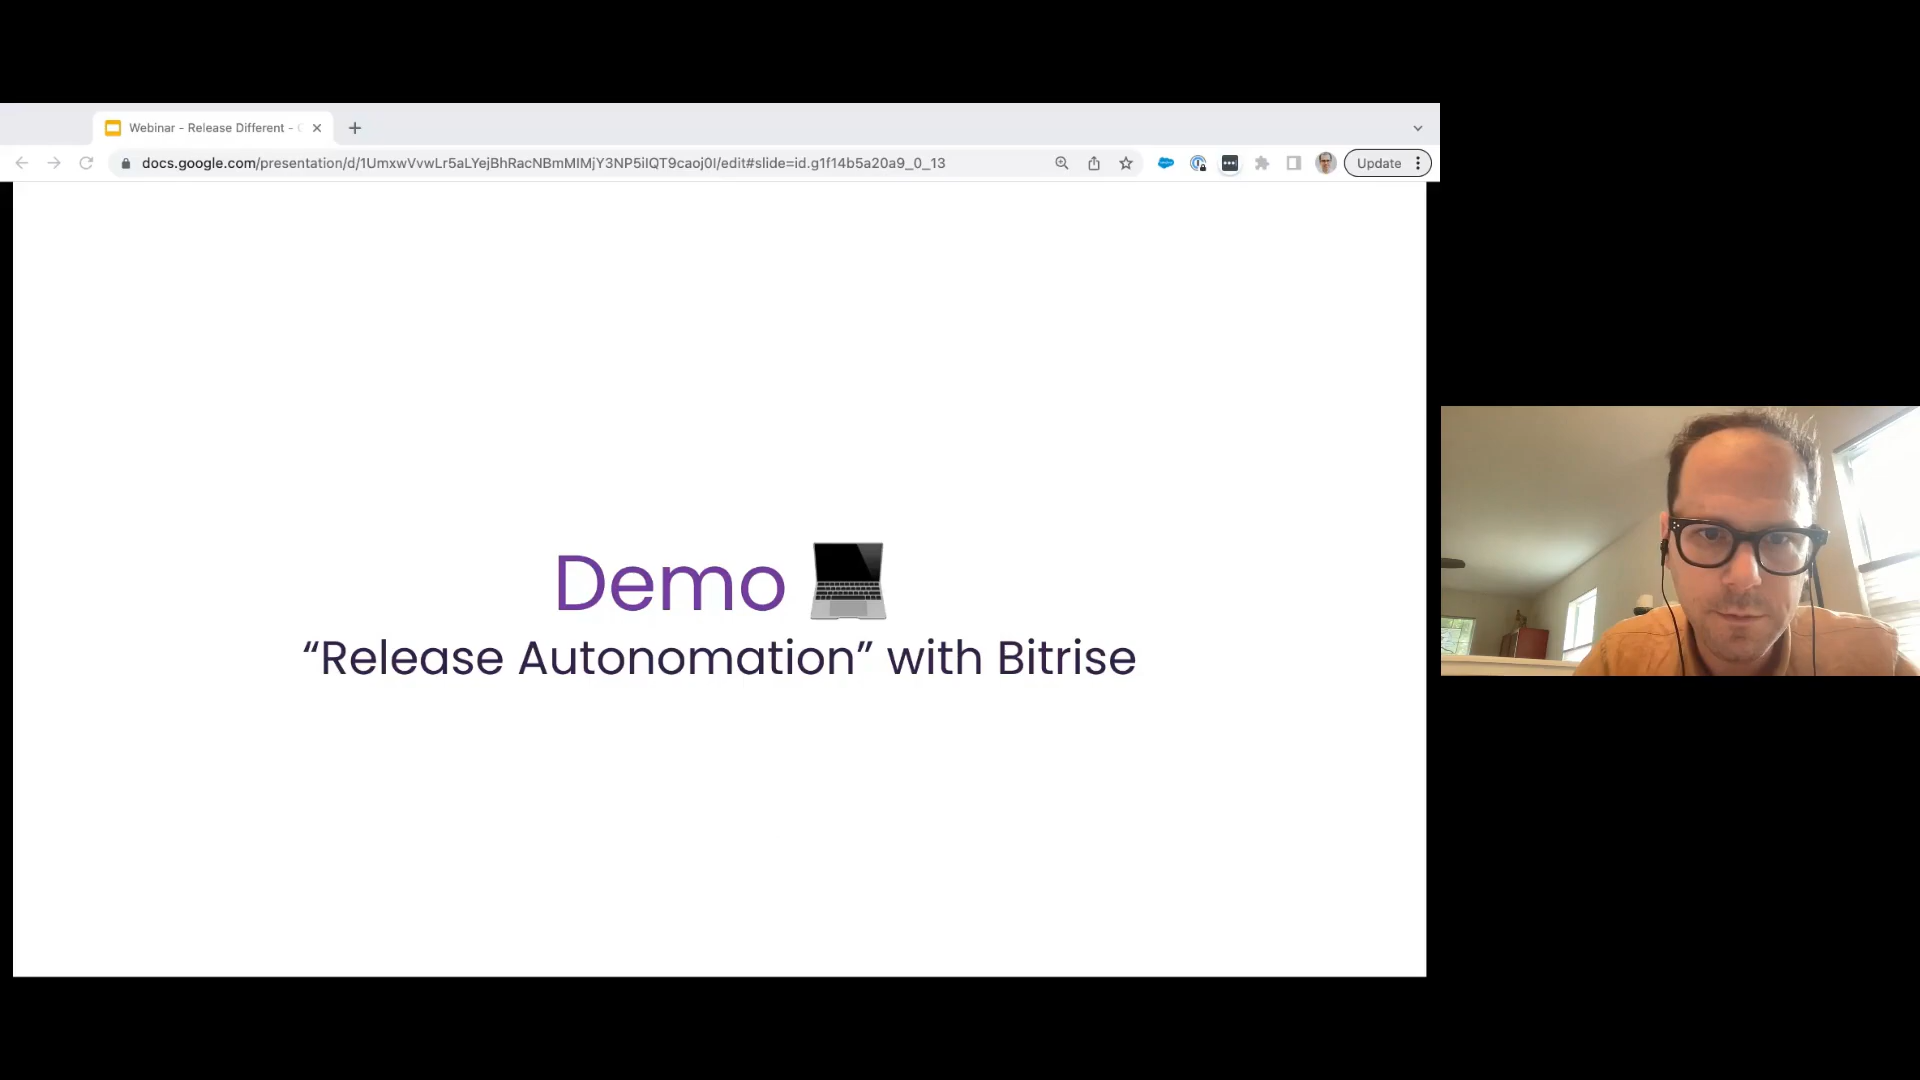 Webinar - Release Different -
docs.google.com/presentation/d/1UmxwVvwLr5aLYejBhRacNBmMIMjY3NP5iIQT9caoj0I/edit#slide=id.g1f14b5a20a9_0_13
Update
Demo 💻
“Release Autonomation” with Bitrise